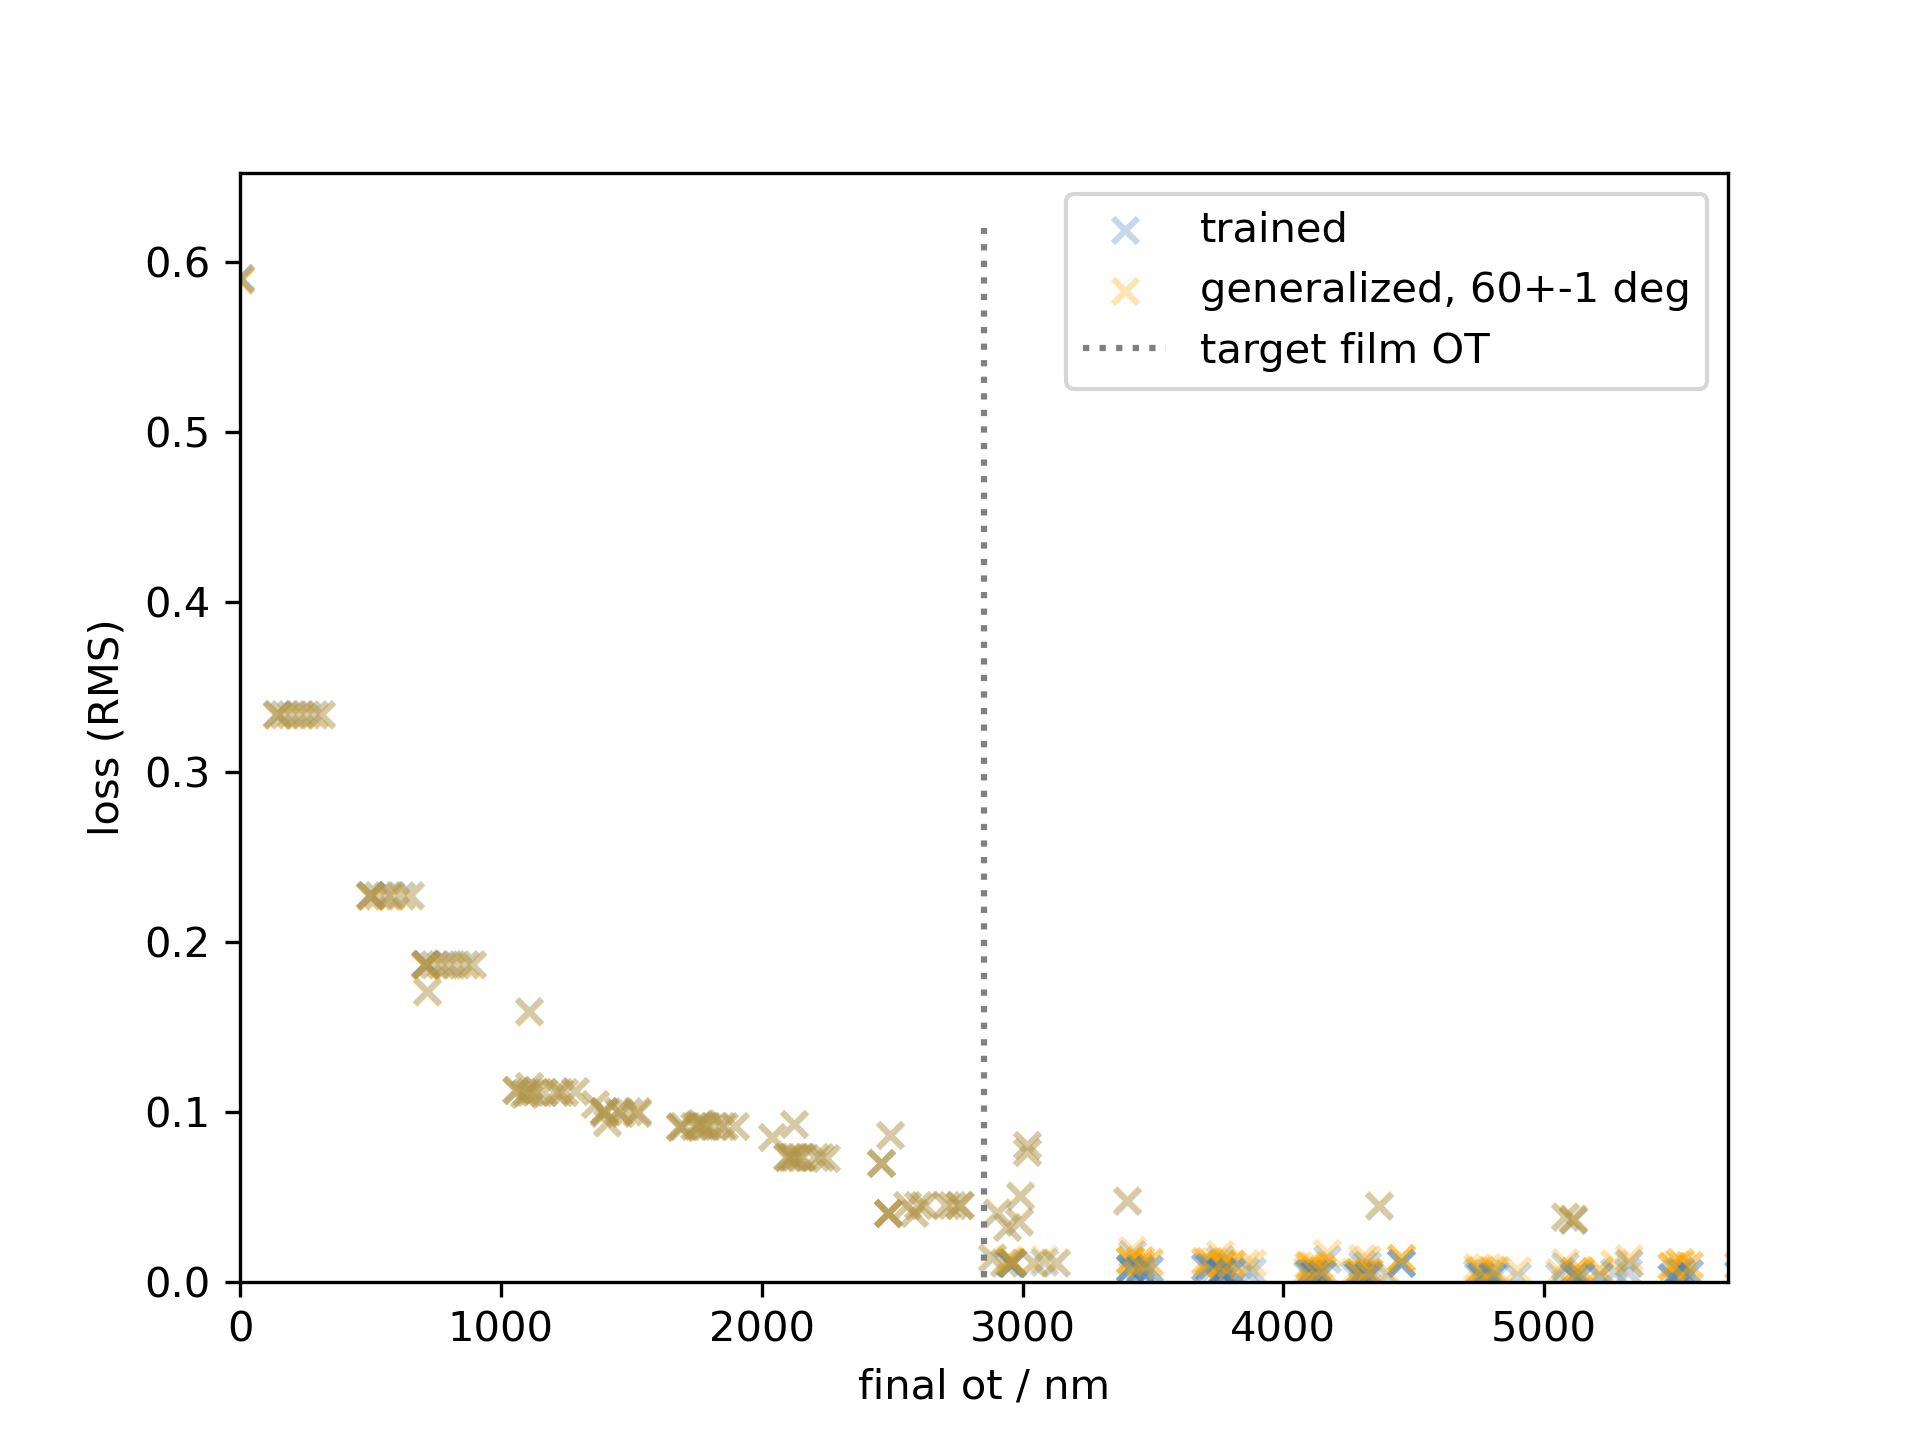 trained
generalized, 60+-1 deg
target film OT
0.6
0.5
0.4
0.3
0.2
0.1
0.0
loss (RMS)
0
1000
2000
3000
4000
5000
final ot / nm